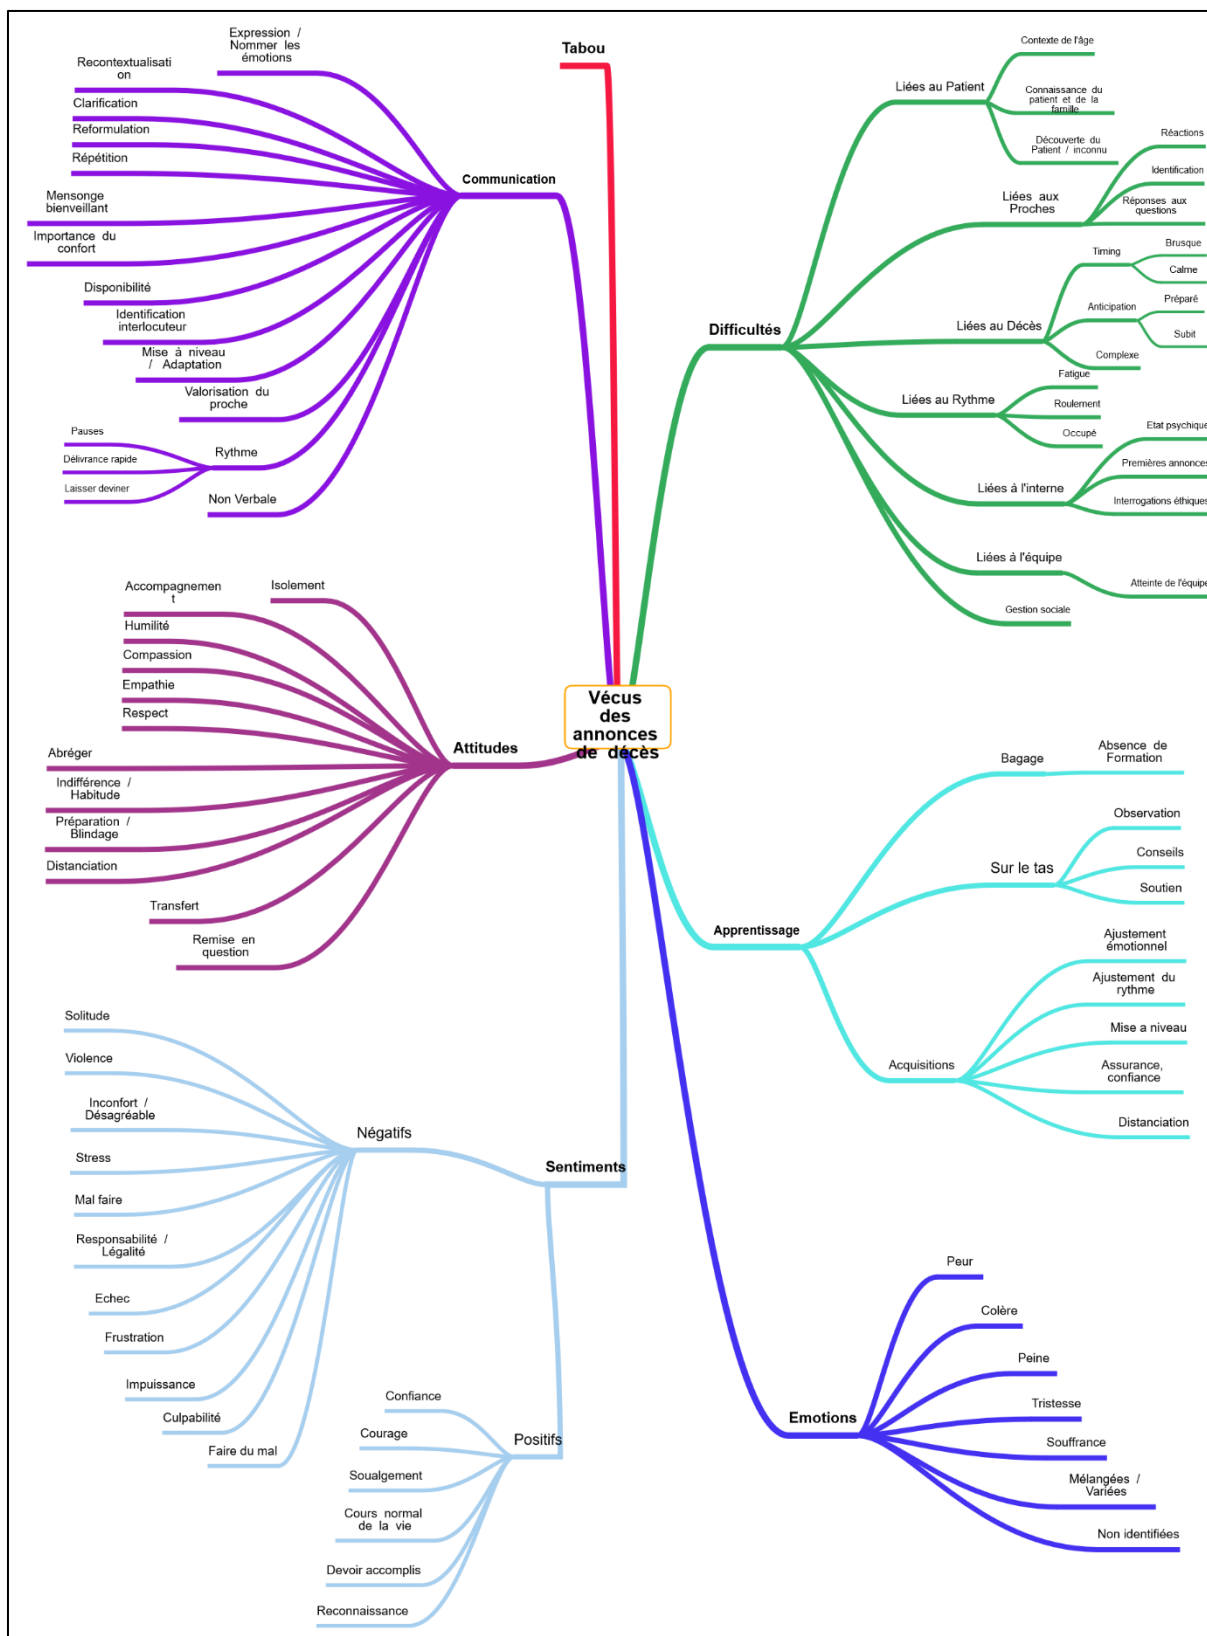 Tabou
Communication
Expression /
Nommer les
émotions
Recontextualisati
on
Clarification
Reformulation
Répétition
Mensonge
bienveillant
Importance du
confort
Disponibilité
Identification
interlocuteur
Mise à niveau
/ Adaptation
Valorisation du
proche
Rythme
Pauses
Délivrance rapide
Laisser deviner
Non Verbale
Difficultés
Liées au Patient
Contexte de l'âge
Connaissance du
patient et de la
famille
Découverte du
Patient / inconnu
Liées aux
Proches
Réactions
Identification
Réponses aux
questions
Liées au Décès
Timing
Brusque
Calme
Anticipation
Préparé
Subit
Complexe
Liées au Rythme
Fatigue
Roulement
Occupé
Liées à l'interne
Etat psychique
Premières annonces
Interrogations éthiques
Liées à l'équipe
Atteinte de l'équipe
Gestion sociale
Vécus
des
annonces
de décès
Attitudes
Isolement
Accompagnemen
t
Humilité
Compassion
Empathie
Respect
Abréger
Indifférence /
Habitude
Préparation /
Blindage
Distanciation
Transfert
Remise en
question
Apprentissage
Bagage
Absence de
Formation
Sur le tas
Observation
Conseils
Soutien
Acquisitions
Ajustement
émotionnel
Ajustement du
rythme
Mise a niveau
Assurance,
confiance
Distanciation
Sentiments
Négatifs
Solitude
Violence
Inconfort /
Désagréable
Stress
Mal faire
Responsabilité /
Légalité
Echec
Frustration
Impuissance
Culpabilité
Faire du mal
Positifs
Confiance
Courage
Soualgement
Cours normal
de la vie
Devoir accomplis
Reconnaissance
Emotions
Peur
Colère
Peine
Tristesse
Souffrance
Mélangées /
Variées
Non identifiées